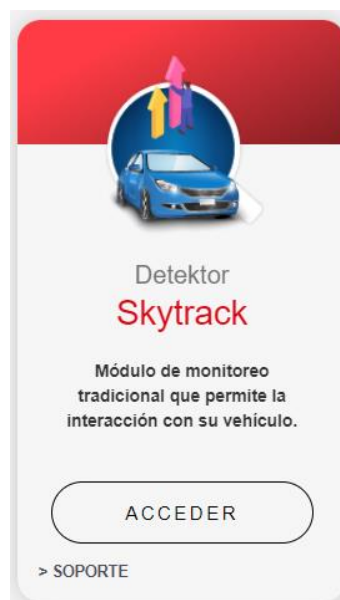 Detektor
Skytrack
Módulo de monitoreo
tradicional que permite la
interacción con su vehículo.
ACCEDER
> SOPORTE